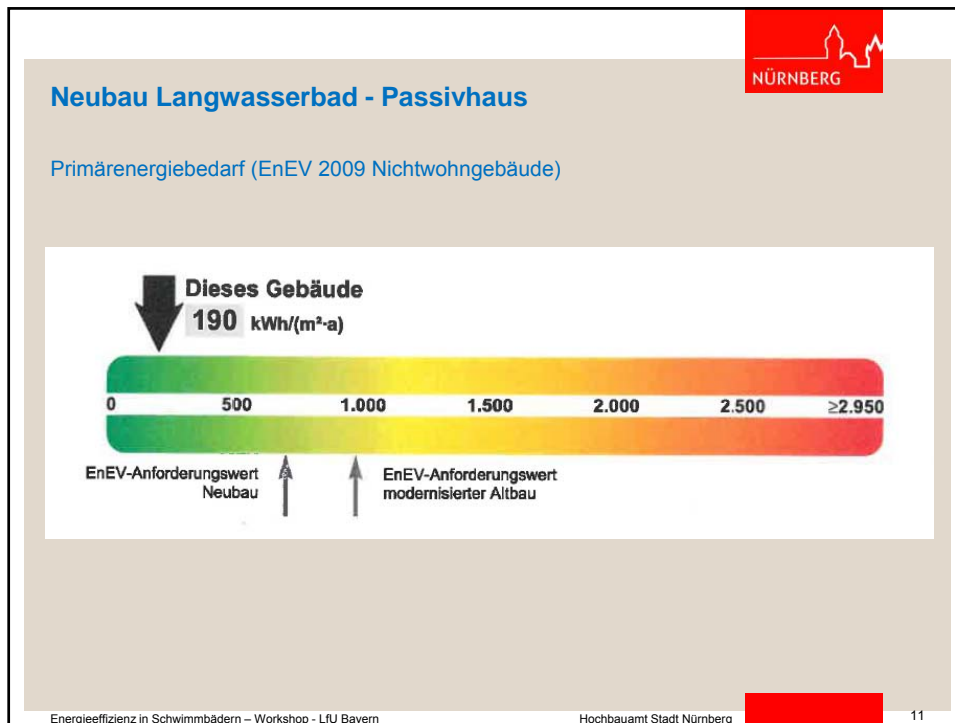 NÜRNBERG
Neubau Langwasserbad - Passivhaus
Primärenergiebedarf (EnEV 2009 Nichtwohngebäude)
Dieses Gebäude
190 kWh/(m²·a)
0 500 1.000 1.500 2.000 2.500 ≥2.950
EnEV-Anforderungswert
Neubau
EnEV-Anforderungswert
modernisierter Altbau
Energieeffizienz in Schwimmbädern – Workshop - LfU Bayern
Hochbauamt Stadt Nürnberg
11